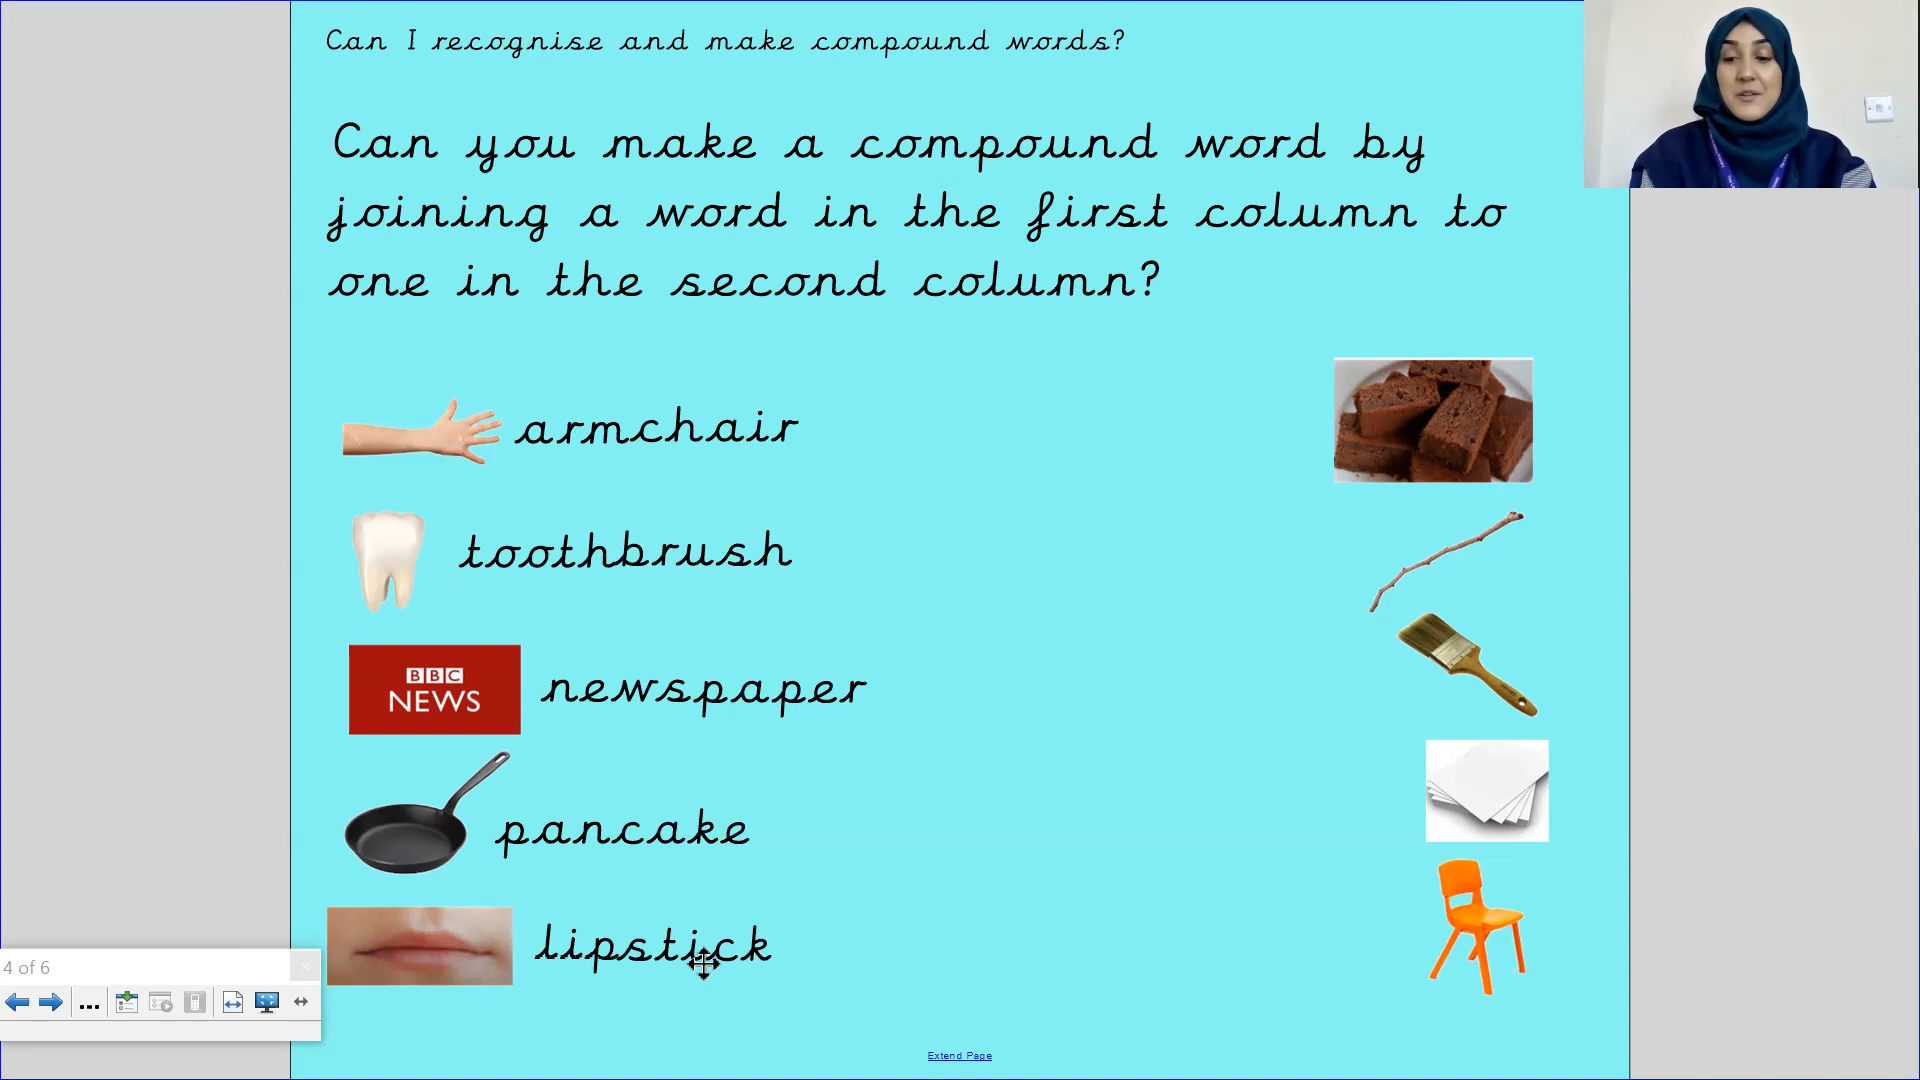 Can I recognise and make compound words?
Can you make a compound word by
joining a word in the first column to
one in the second column?
armchair
toothbrush
BBC
NEWS
newspaper
pancake
lipstick
4 of 6
Extend Page